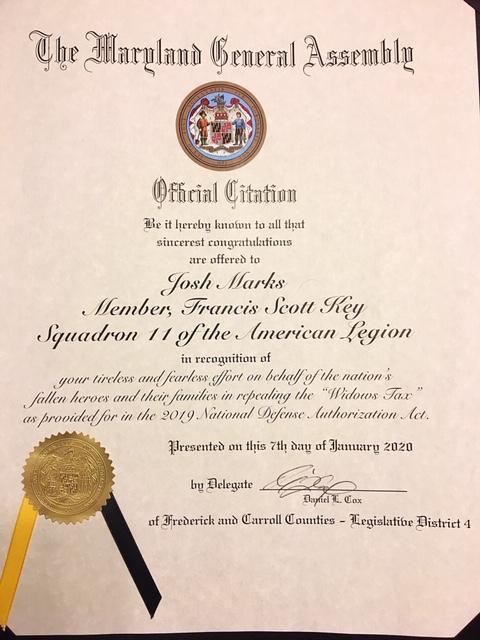 The Maryland General Assembly
Official Citation
Be it hereby known to all that
sincerest congratulations
are offered to
Josh Marks
Member, Francis Scott Key
Squadron 11 of the American Legion
in recognition of
your tireless and fearless effort on behalf of the nation's
fallen heroes and their families in repealing the "Widows Tax"
as provided for in the 2019 National Defense Authorization Act.
Presented on this 7th day of January 2020
by Delegate
Daniel L. Cox
of Frederick and Carroll Counties - Legislative District 4